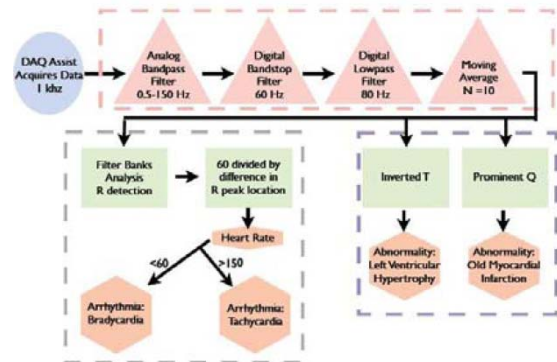 DAQ Assist
Acquires Data
1 khz
Analog
Bandpass
Filter
0.5-150 Hz
Digital
Bandstop
Filter
60 Hz
Digital
Lowpass
Filter
80 Hz
Moving
Average
N =10
Filter Banks
Analysis
R detection
60 divided by
difference in
R peak location
Inverted T
Prominent Q
Heart Rate
<60
>150
Abnormality:
Left Ventricular
Hypertrophy
Abnormality:
Old Myocardial
Infarction
Arrhythmia:
Bradycardia
Arrhythmia:
Tachycardia